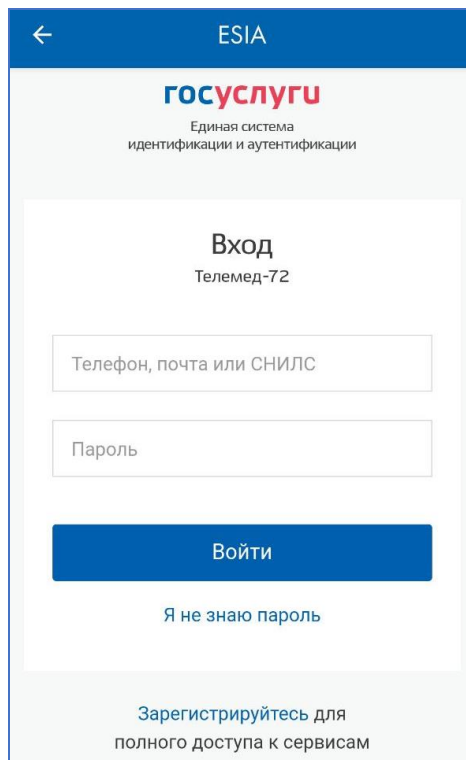 ESIA
госуслуги
Единая система
идентификации и аутентификации
Вход
Телемед-72
Телефон, почта или СНИЛС
Пароль
Войти
Я не знаю пароль
Зарегистрируйтесь для
полного доступа к сервисам